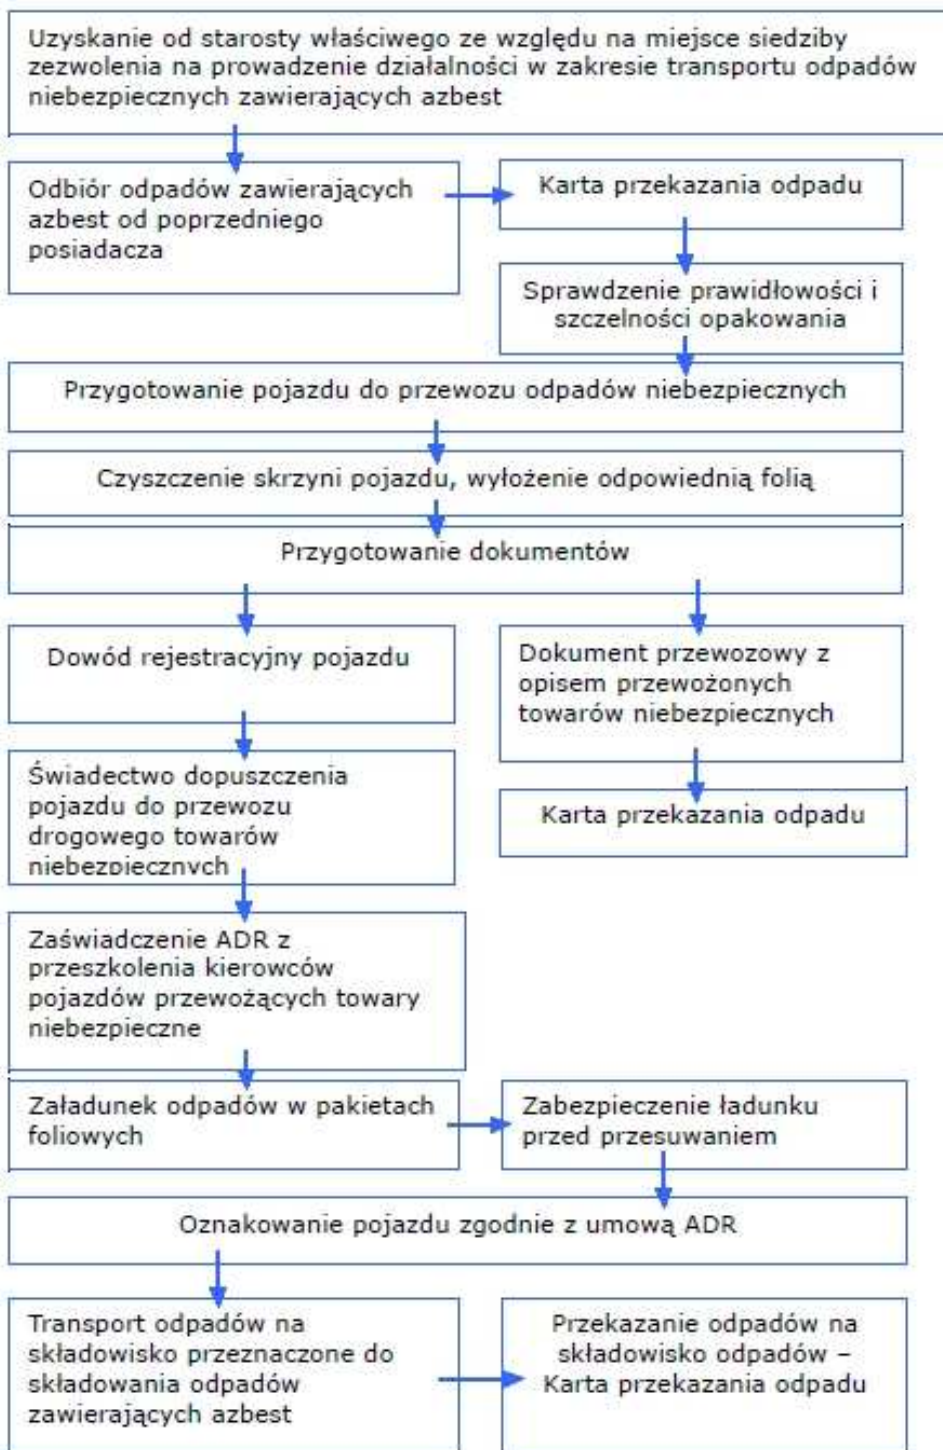 Uzyskanie od starosty właściwego ze względu na miejsce siedziby
zezwolenia na prowadzenie działalności w zakresie transportu odpadów
niebezpiecznych zawierających azbest
Odbiór odpadów zawierających
azbest od poprzedniego
posiadacza
Karta przekazania odpadu
Sprawdzenie prawidłowości i
szczelności opakowania
Przygotowanie pojazdu do przewozu odpadów niebezpiecznych
Czyszczenie skrzyni pojazdu, wyłożenie odpowiednią folią
Przygotowanie dokumentów
Dowód rejestracyjny pojazdu
Świadectwo dopuszczenia
pojazdu do przewozu
drogowego towarów
niebezpiecznych
Zaświadczenie ADR z
przeszkolenia kierowców
pojazdów przewożących towary
niebezpieczne
Dokument przewozowy z
opisem przewożonych
towarów niebezpiecznych
Karta przekazania odpadu
Załadunek odpadów w pakietach
foliowych
Zabezpieczenie ładunku
przed przesuwaniem
Oznakowanie pojazdu zgodnie z umową ADR
Transport odpadów na
składowisko przeznaczone do
składowania odpadów
zawierających azbest
Przekazanie odpadów na
składowisko odpadów –
Karta przekazania odpadu